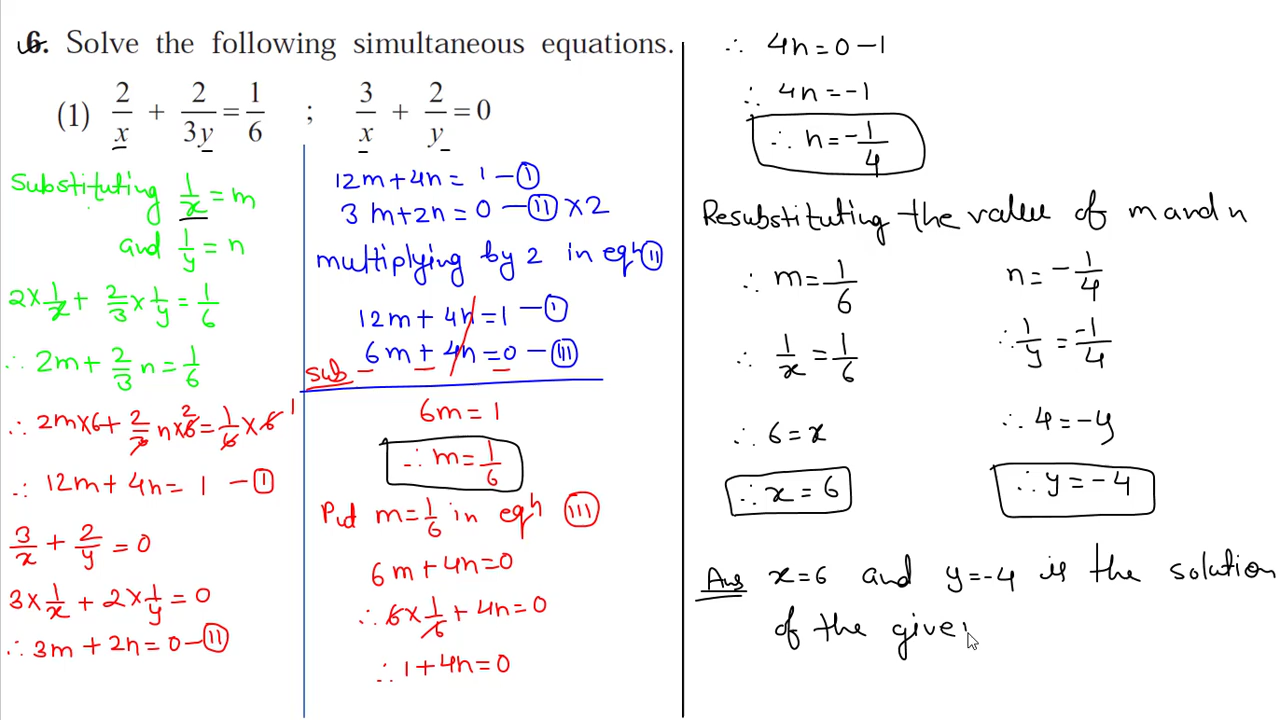 6. Solve the following simultaneous equations.
(1) 2/x + 2/3y = 1/6 ; 3/x + 2/y = 0
Substituting 1/x = m
and 1/y = n
2 × 1/x + 2/3 × 1/y = 1/6
∴ 2m + 2/3 n = 1/6
∴ 2m × 6 + 2/3 n × 6 2 = 1/6 × 6 1
∴ 12m + 4n = 1 — (I)
3/x + 2/y = 0
3 × 1/x + 2 × 1/y = 0
∴ 3m + 2n = 0 — (II)
12m + 4n = 1 — (I)
3m + 2n = 0 — (II) × 2
multiplying by 2 in eqn (II)
12m + 4n = 1 — (I)
6m + 4n = 0 — (III)
sub — — —
6m = 1
∴ m = 1/6
Put m = 1/6 in eqn (III)
6m + 4n = 0
∴ 6 × 1/6 + 4n = 0
∴ 1 + 4n = 0
∴ 4n = 0 − 1
∴ 4n = −1
∴ n = −1/4
Resubstituting the value of m and n
∴ m = 1/6
∴ 1/x = 1/6
∴ 6 = x
∴ x = 6
n = −1/4
∴ 1/y = −1/4
∴ 4 = −y
∴ y = −4
Ans x = 6 and y = −4 is the solution
of the give